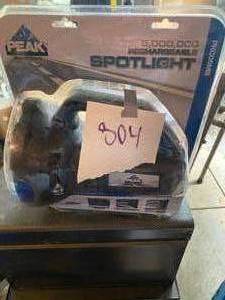 PEAK
5,000,000
RECHARGEABLE
SPOTLIGHT
804